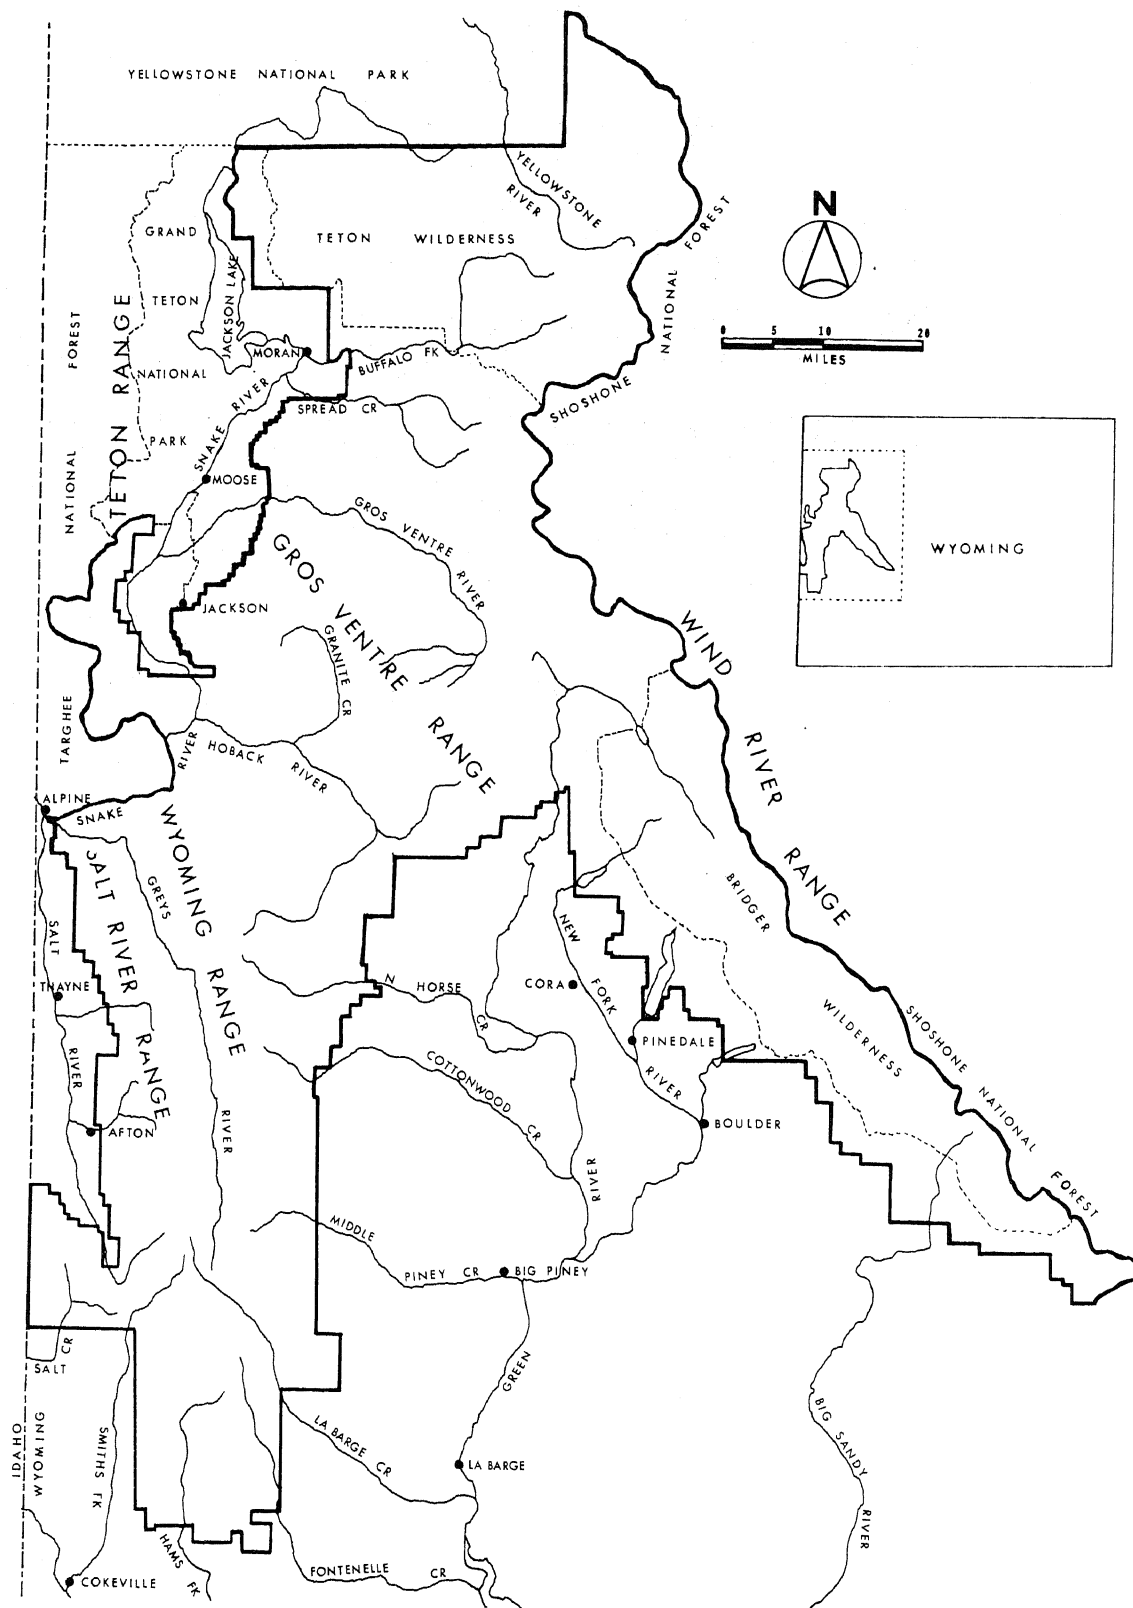 YELLOWSTONE NATIONAL PARK
YELLOWSTONE
RIVER
N
GRAND
TETON
NATIONAL
PARK
TETON WILDERNESS
JACKSON LAKE
SHOSHONE
NATIONAL
FOREST
0 5 10 20
MILES
FOREST
NATIONAL
TARGHEE
TETON RANGE
MORAN
BUFFALO FK
SNAKE RIVER
SPREAD CR
MOOSE
WYOMING
GROS VENTRE RIVER
GROS VENTRE RANGE
JACKSON
GRANITE CR
WIND RIVER RANGE
RIVER
HOBACK RIVER
ALPINE
SNAKE
WYOMING RANGE
SALT RIVER RANGE
GREYS
RIVER
BRIDGER
WILDERNESS
SALT
RIVER
THAYNE
N HORSE
CR
CORA
NEW FORK
RIVER
PINEDALE
SHOSHONE NATIONAL FOREST
COTTONWOOD CR
BOULDER
AFTON
RIVER
MIDDLE
PINEY CR
BIG PINEY
SALT
CR
GREEN
IDAHO
WYOMING
SMITHS FK
LA BARGE CR
LA BARGE
BIG SANDY
RIVER
HAMS FK
FONTENELLE CR
COKEVILLE